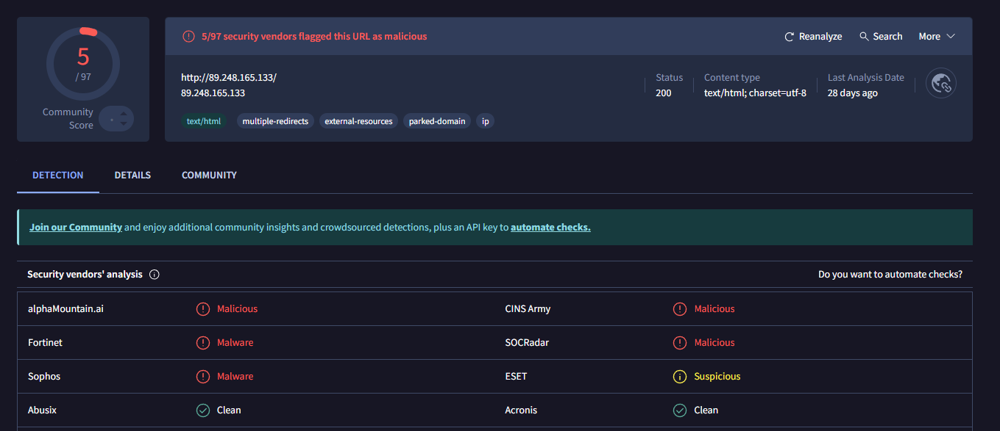 5
/ 97
Community
Score
5/97 security vendors flagged this URL as malicious
Reanalyze Search More
http://89.248.165.133/
89.248.165.133
Status
200
Content type
text/html; charset=utf-8
Last Analysis Date
28 days ago
text/html multiple-redirects external-resources parked-domain ip
DETECTION DETAILS COMMUNITY
Join our Community and enjoy additional community insights and crowdsourced detections, plus an API key to automate checks.
Security vendors' analysis Do you want to automate checks?
alphaMountain.ai Malicious CINS Army Malicious
Fortinet Malware SOCRadar Malicious
Sophos Malware ESET Suspicious
Abusix Clean Acronis Clean